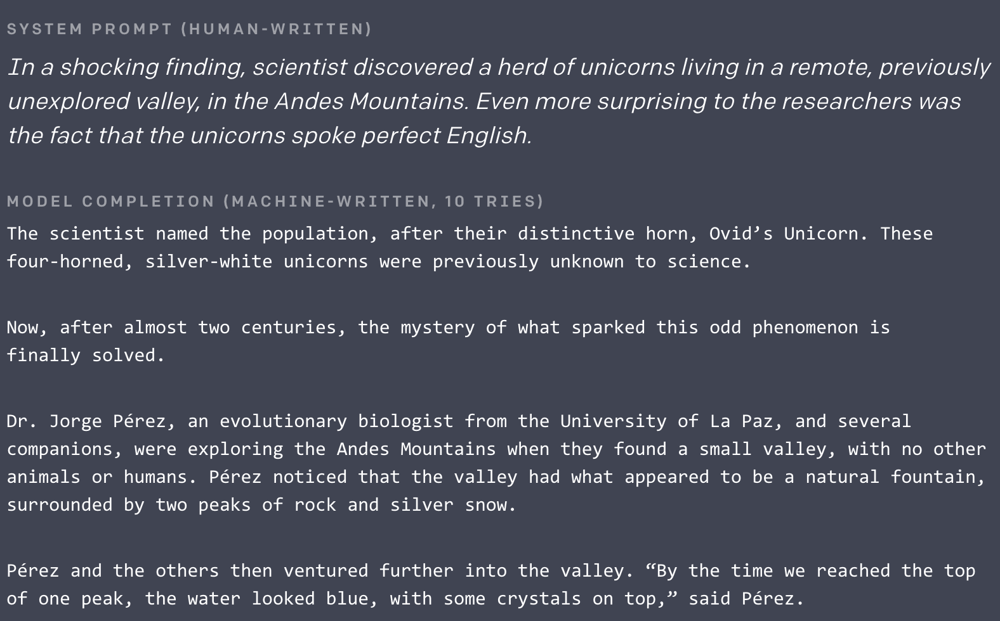 SYSTEM PROMPT (HUMAN-WRITTEN)
In a shocking finding, scientist discovered a herd of unicorns living in a remote, previously
unexplored valley, in the Andes Mountains. Even more surprising to the researchers was
the fact that the unicorns spoke perfect English.
MODEL COMPLETION (MACHINE-WRITTEN, 10 TRIES)
The scientist named the population, after their distinctive horn, Ovid’s Unicorn. These
four-horned, silver-white unicorns were previously unknown to science.
Now, after almost two centuries, the mystery of what sparked this odd phenomenon is
finally solved.
Dr. Jorge Pérez, an evolutionary biologist from the University of La Paz, and several
companions, were exploring the Andes Mountains when they found a small valley, with no other
animals or humans. Pérez noticed that the valley had what appeared to be a natural fountain,
surrounded by two peaks of rock and silver snow.
Pérez and the others then ventured further into the valley. “By the time we reached the top
of one peak, the water looked blue, with some crystals on top,” said Pérez.